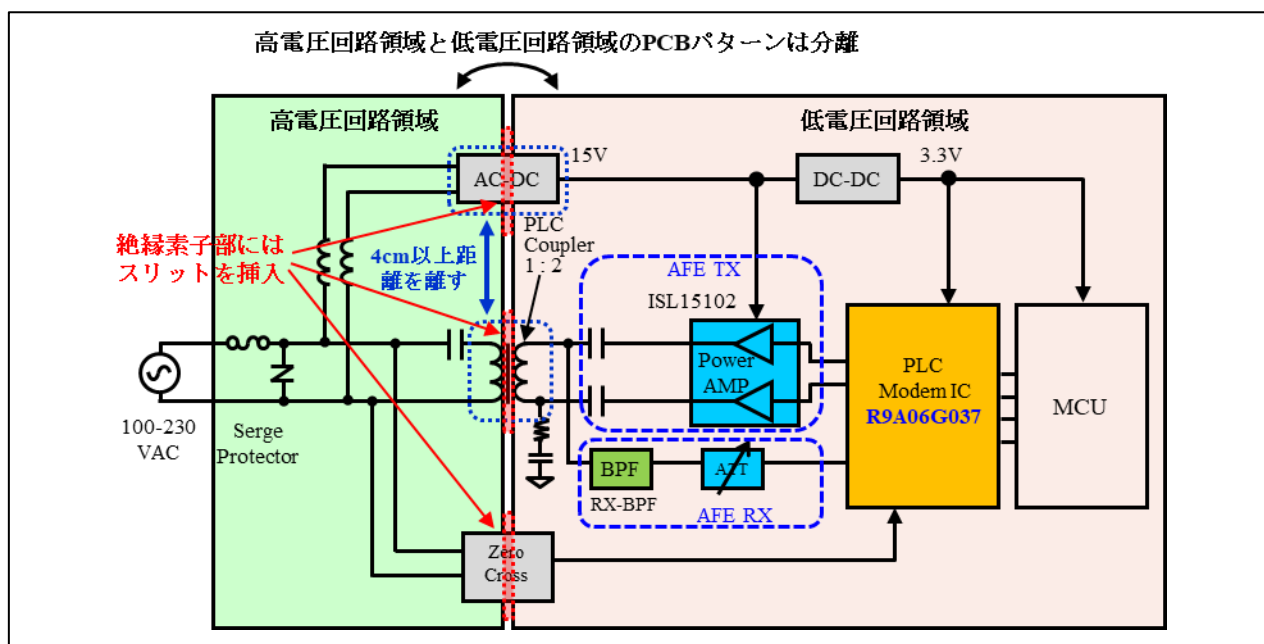 高電圧回路領域と低電圧回路領域のPCBパターンは分離
高電圧回路領域
低電圧回路領域
AC-DC
15V
DC-DC
3.3V
絶縁素子部には
スリットを挿入
4cm以上距
離を離す
PLC
Coupler
1 : 2
AFE TX
ISL15102
Power
AMP
PLC
Modem IC
R9A06G037
MCU
100-230
VAC
Serge
Protector
BPF
RX-BPF
ATT
AFE RX
Zero
Cross